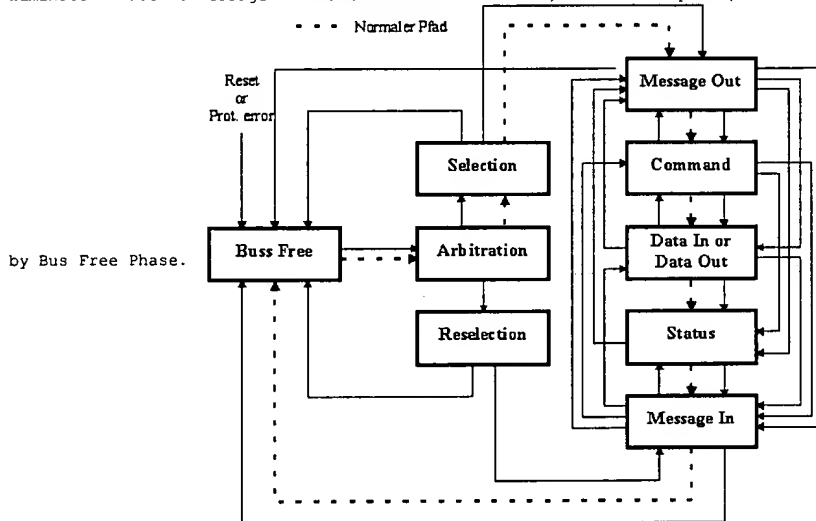 Normaler Pfad
Reset
or
Prot. error
Message Out
Selection
Command
Buss Free
Arbitration
Data In or
Data Out
by Bus Free Phase.
Reselection
Status
Message In